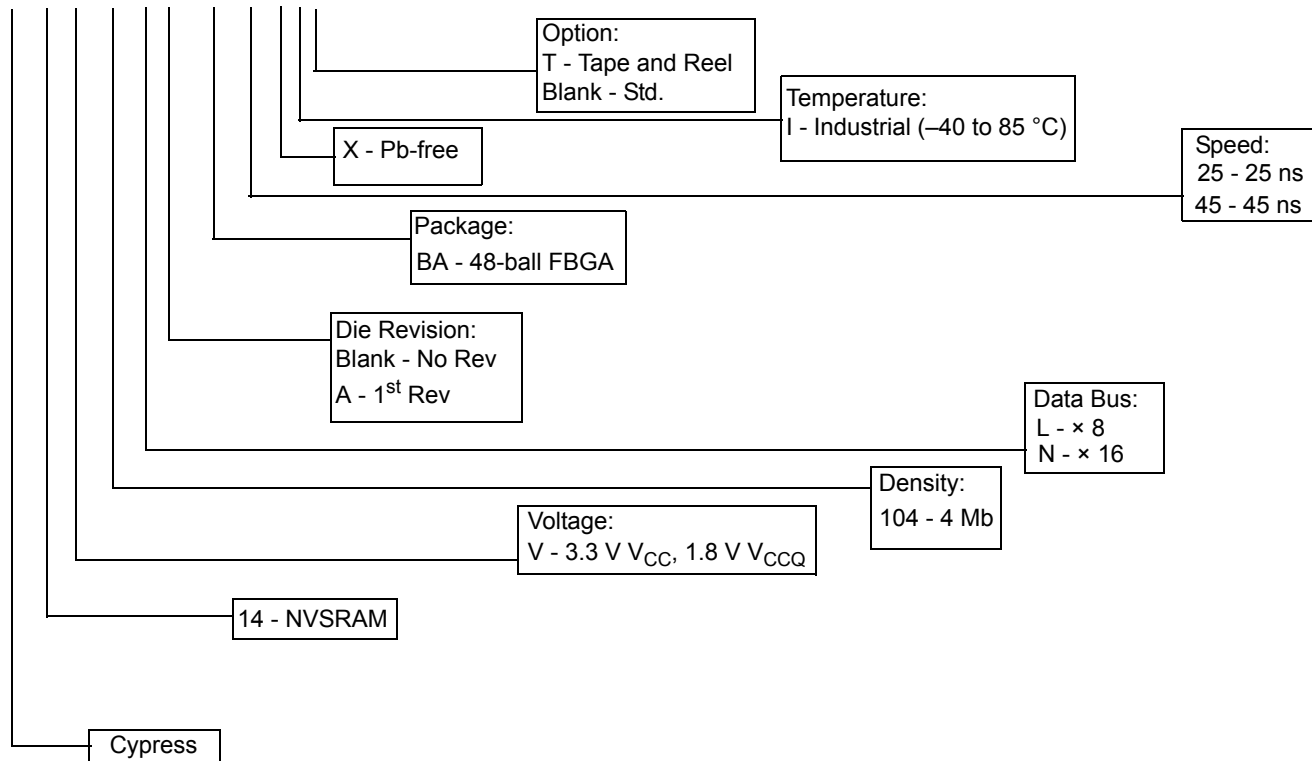 Option:
T - Tape and Reel
Blank - Std.
Temperature:
I - Industrial (–40 to 85 °C)
X - Pb-free
Speed:
25 - 25 ns
45 - 45 ns
Package:
BA - 48-ball FBGA
Die Revision:
Blank - No Rev
A - 1st Rev
Data Bus:
L - × 8
N - × 16
Density:
104 - 4 Mb
Voltage:
V - 3.3 V VCC, 1.8 V VCCQ
14 - NVSRAM
Cypress